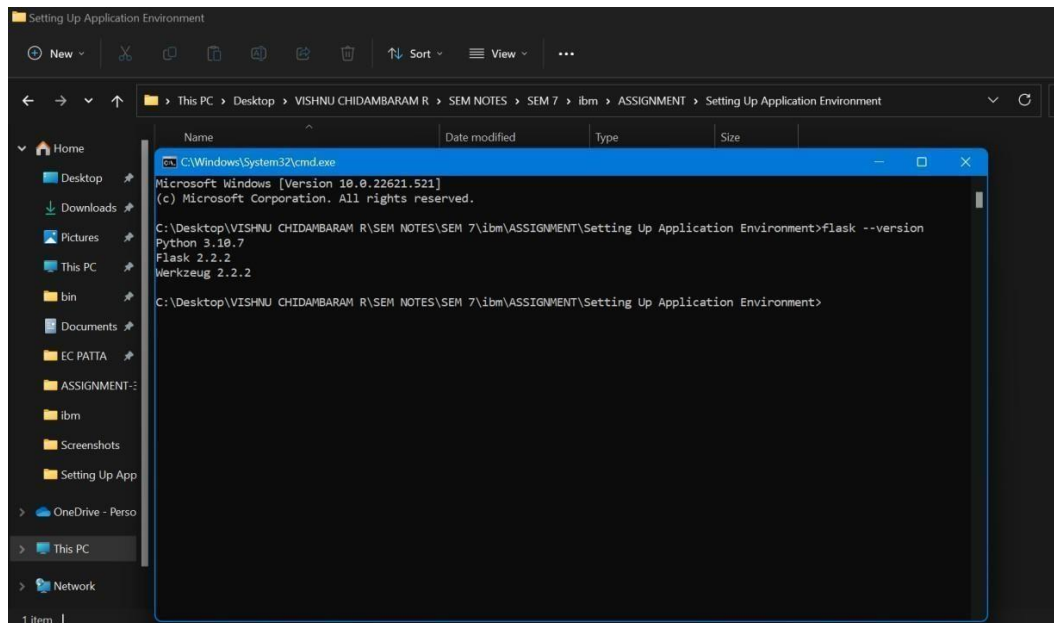 Setting Up Application Environment
New
Sort
View
This PC > Desktop > VISHNU CHIDAMBARAM R > SEM NOTES > SEM 7 > ibm > ASSIGNMENT > Setting Up Application Environment
Name Date modified Type Size
Home
Desktop
Downloads
Pictures
This PC
bin
Documents
EC PATTA
ASSIGNMENT-3
ibm
Screenshots
Setting Up App
OneDrive - Perso
This PC
Network
1 item
C:\Windows\System32\cmd.exe
Microsoft Windows [Version 10.0.22621.521]
(c) Microsoft Corporation. All rights reserved.
C:\Desktop\VISHNU CHIDAMBARAM R\SEM NOTES\SEM 7\ibm\ASSIGNMENT\Setting Up Application Environment>flask --version
Python 3.10.7
Flask 2.2.2
Werkzeug 2.2.2
C:\Desktop\VISHNU CHIDAMBARAM R\SEM NOTES\SEM 7\ibm\ASSIGNMENT\Setting Up Application Environment>